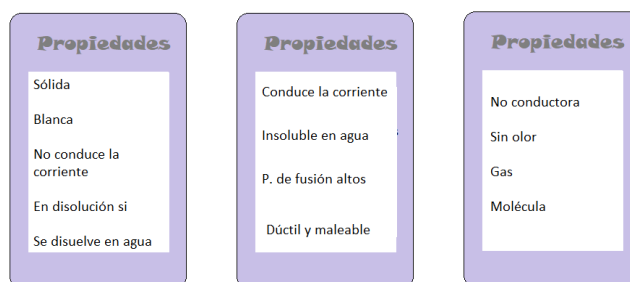 Propiedades
Sólida
Blanca
No conduce la
corriente
En disolución si
Se disuelve en agua
Propiedades
Conduce la corriente
Insoluble en agua
P. de fusión altos
Dúctil y maleable
Propiedades
No conductora
Sin olor
Gas
Molécula